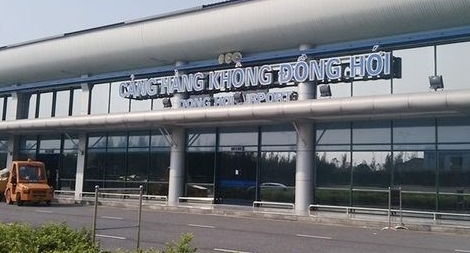 CẢNG HÀNG KHÔNG ĐỒNG HỚI
DONG HOI AIRPORT